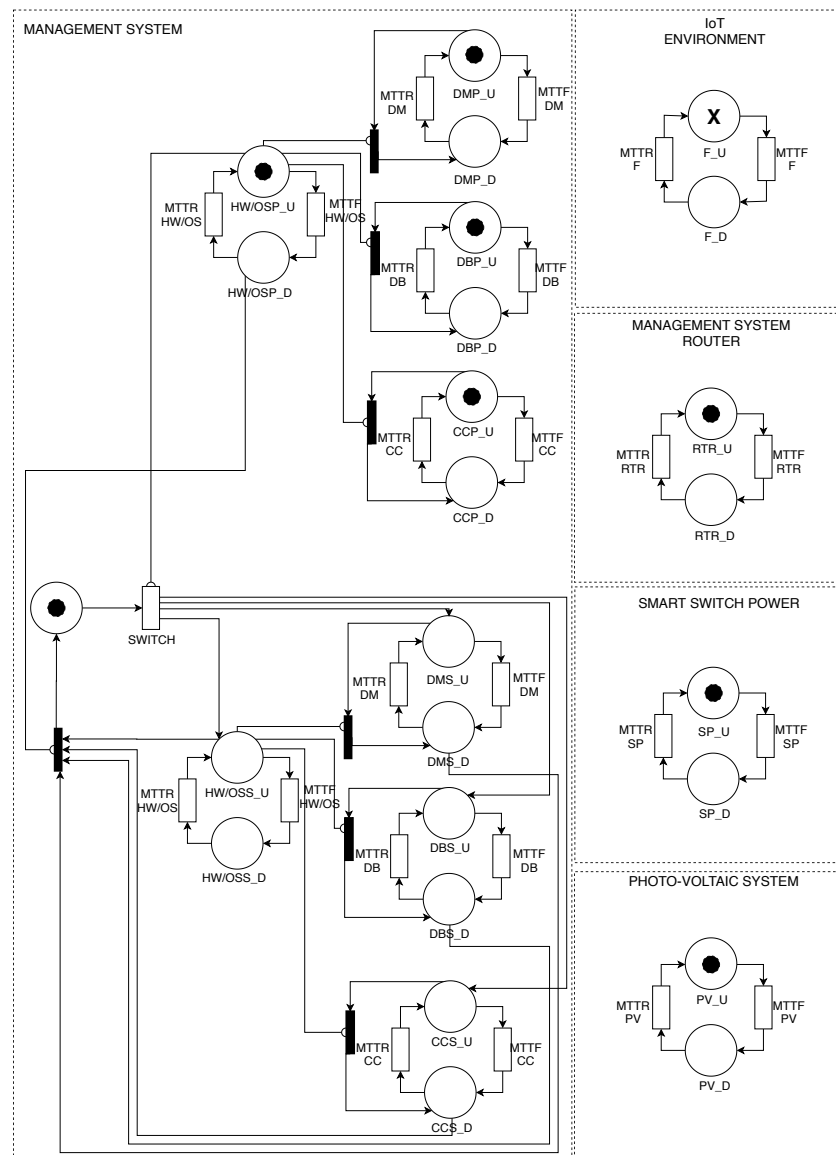 MANAGEMENT SYSTEM
MTTR
DM
DMP_U
MTTF
DM
DMP_D
MTTR
HW/OS
HW/OSP_U
MTTF
HW/OS
HW/OSP_D
MTTR
DB
DBP_U
MTTF
DB
DBP_D
MTTR
CC
CCP_U
MTTF
CC
CCP_D
SWITCH
MTTR
DM
DMS_U
MTTF
DM
DMS_D
MTTR
HW/OS
HW/OSS_U
MTTF
HW/OS
HW/OSS_D
MTTR
DB
DBS_U
MTTF
DB
DBS_D
MTTR
CC
CCS_U
MTTF
CC
CCS_D
IoT
ENVIRONMENT
X
MTTR
F
F_U
MTTF
F
F_D
MANAGEMENT SYSTEM
ROUTER
MTTR
RTR
RTR_U
MTTF
RTR
RTR_D
SMART SWITCH POWER
MTTR
SP
SP_U
MTTF
SP
SP_D
PHOTO-VOLTAIC SYSTEM
MTTR
PV
PV_U
MTTF
PV
PV_D